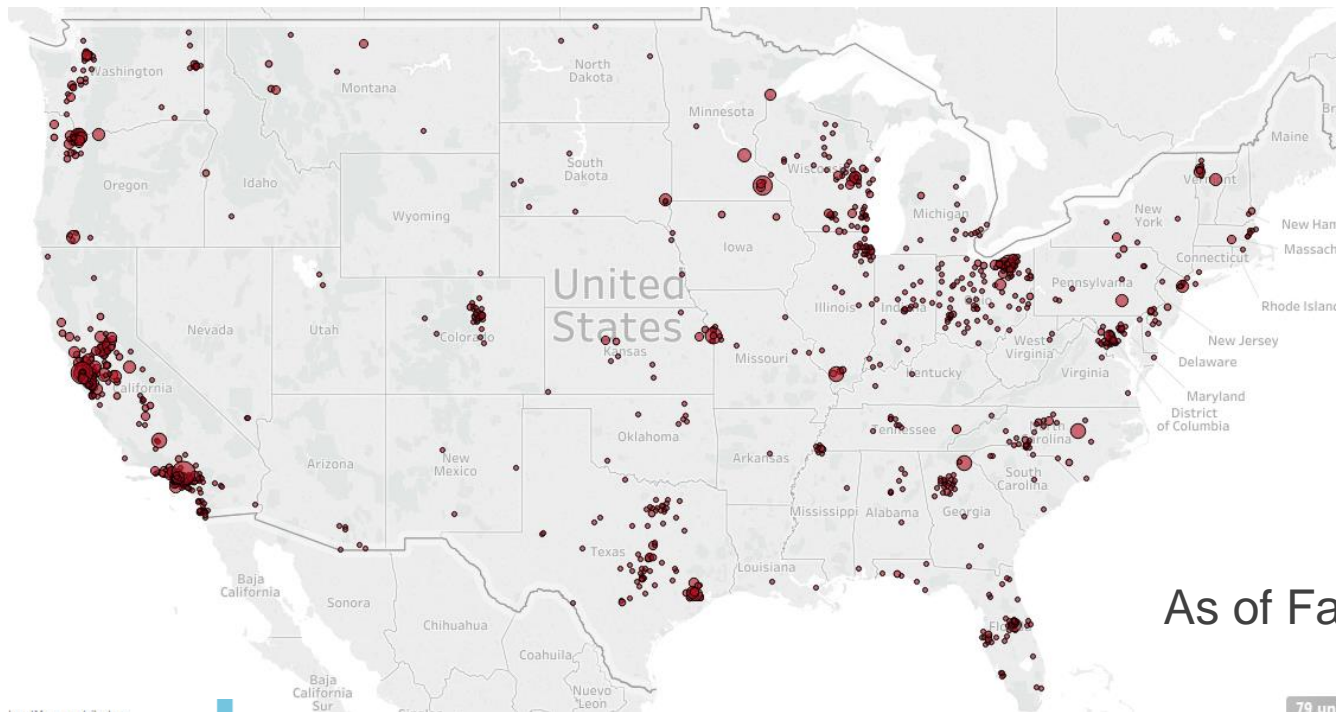 Washington
Montana
North
Dakota
Minnesota
Maine
Oregon
Idaho
South
Dakota
Wyoming
Wisconsin
Michigan
Vermont
New
York
New Ham
Massach
Connecticut
Rhode Island
Iowa
United
States
Nevada
Utah
Colorado
Kansas
Missouri
Illinois
Indiana
Ohio
Pennsylvania
West
Virginia
Virginia
Kentucky
New Jersey
Delaware
Maryland
District
of Columbia
California
Arizona
New
Mexico
Oklahoma
Arkansas
Tennessee
North
Carolina
South
Carolina
Mississippi
Alabama
Georgia
Texas
Louisiana
Florida
Baja
California
Sonora
Chihuahua
Coahuila
Baja
California
Sur
Nuevo
Leon
As of Fa